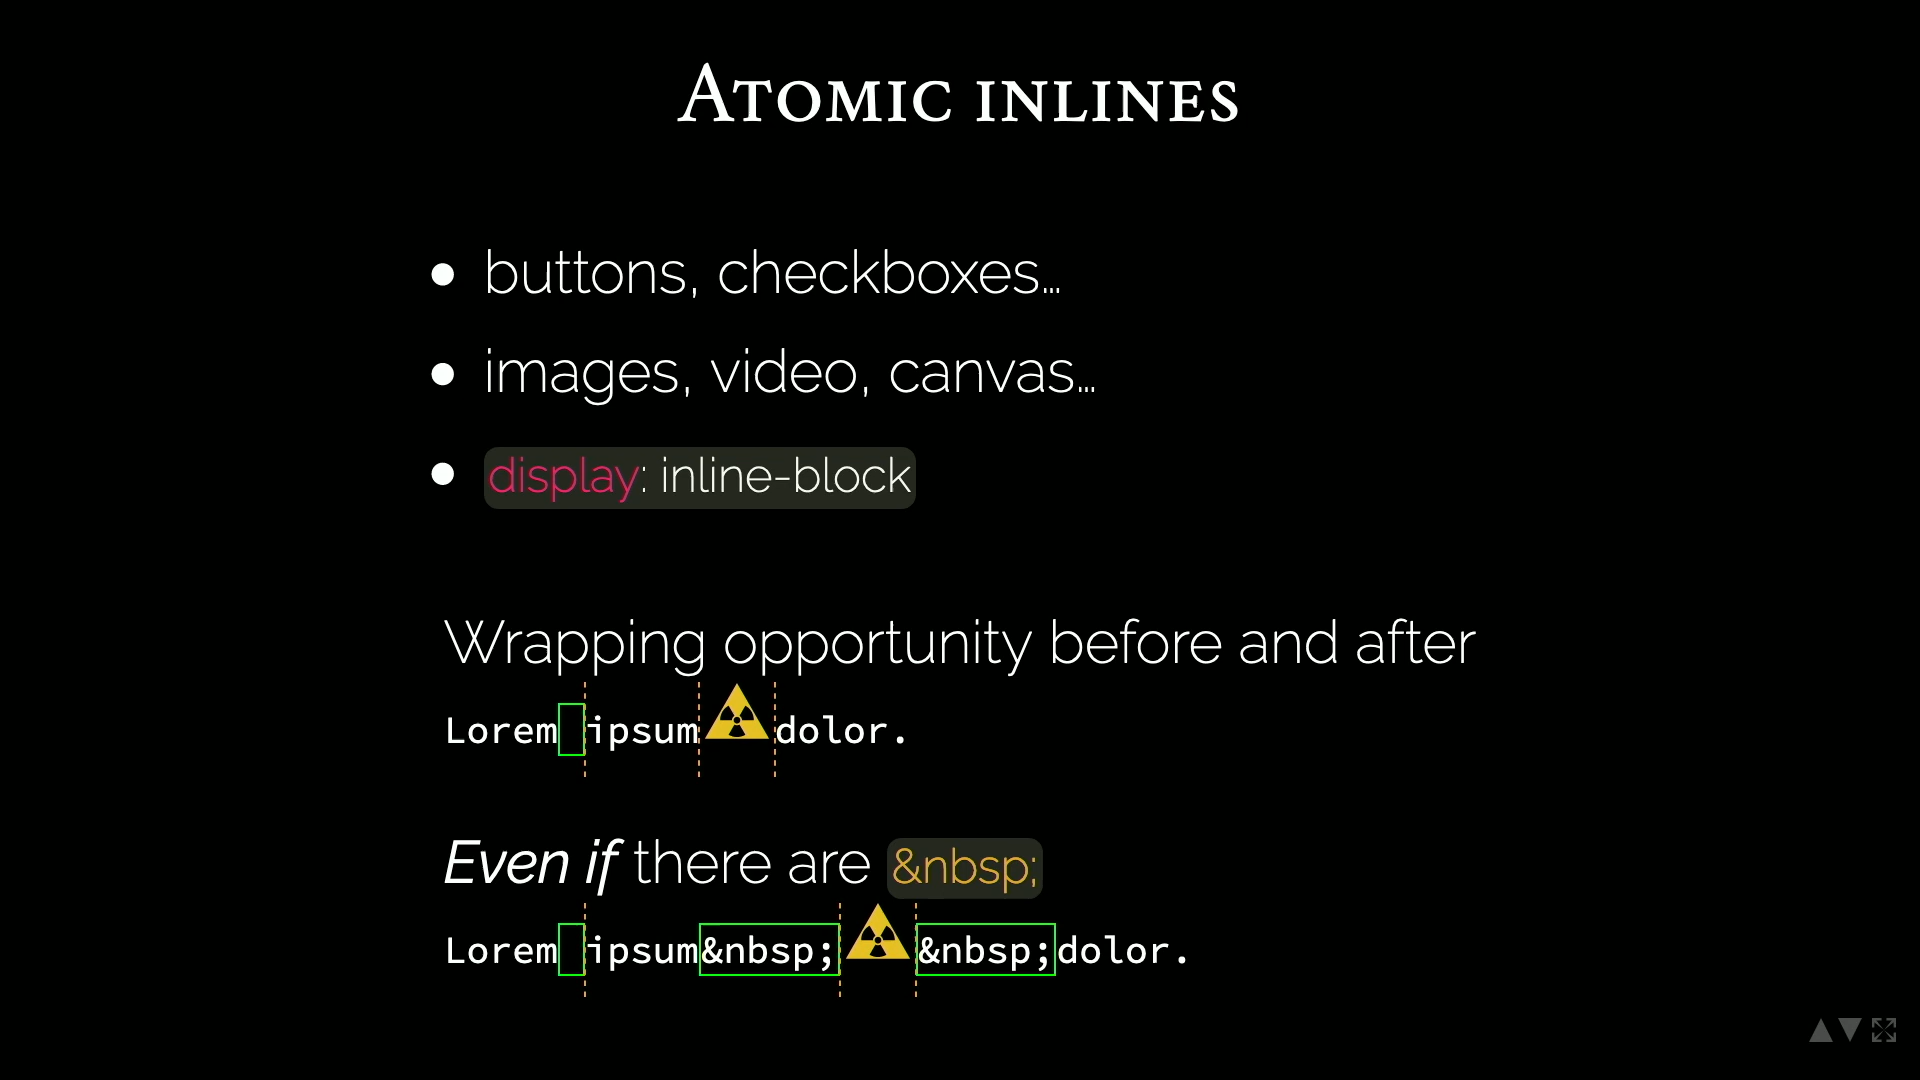 Atomic inlines
buttons, checkboxes…
images, video, canvas…
display: inline-block
Wrapping opportunity before and after
Lorem ipsum dolor.
Even if there are &nbsp;
Lorem ipsum&nbsp; &nbsp;dolor.